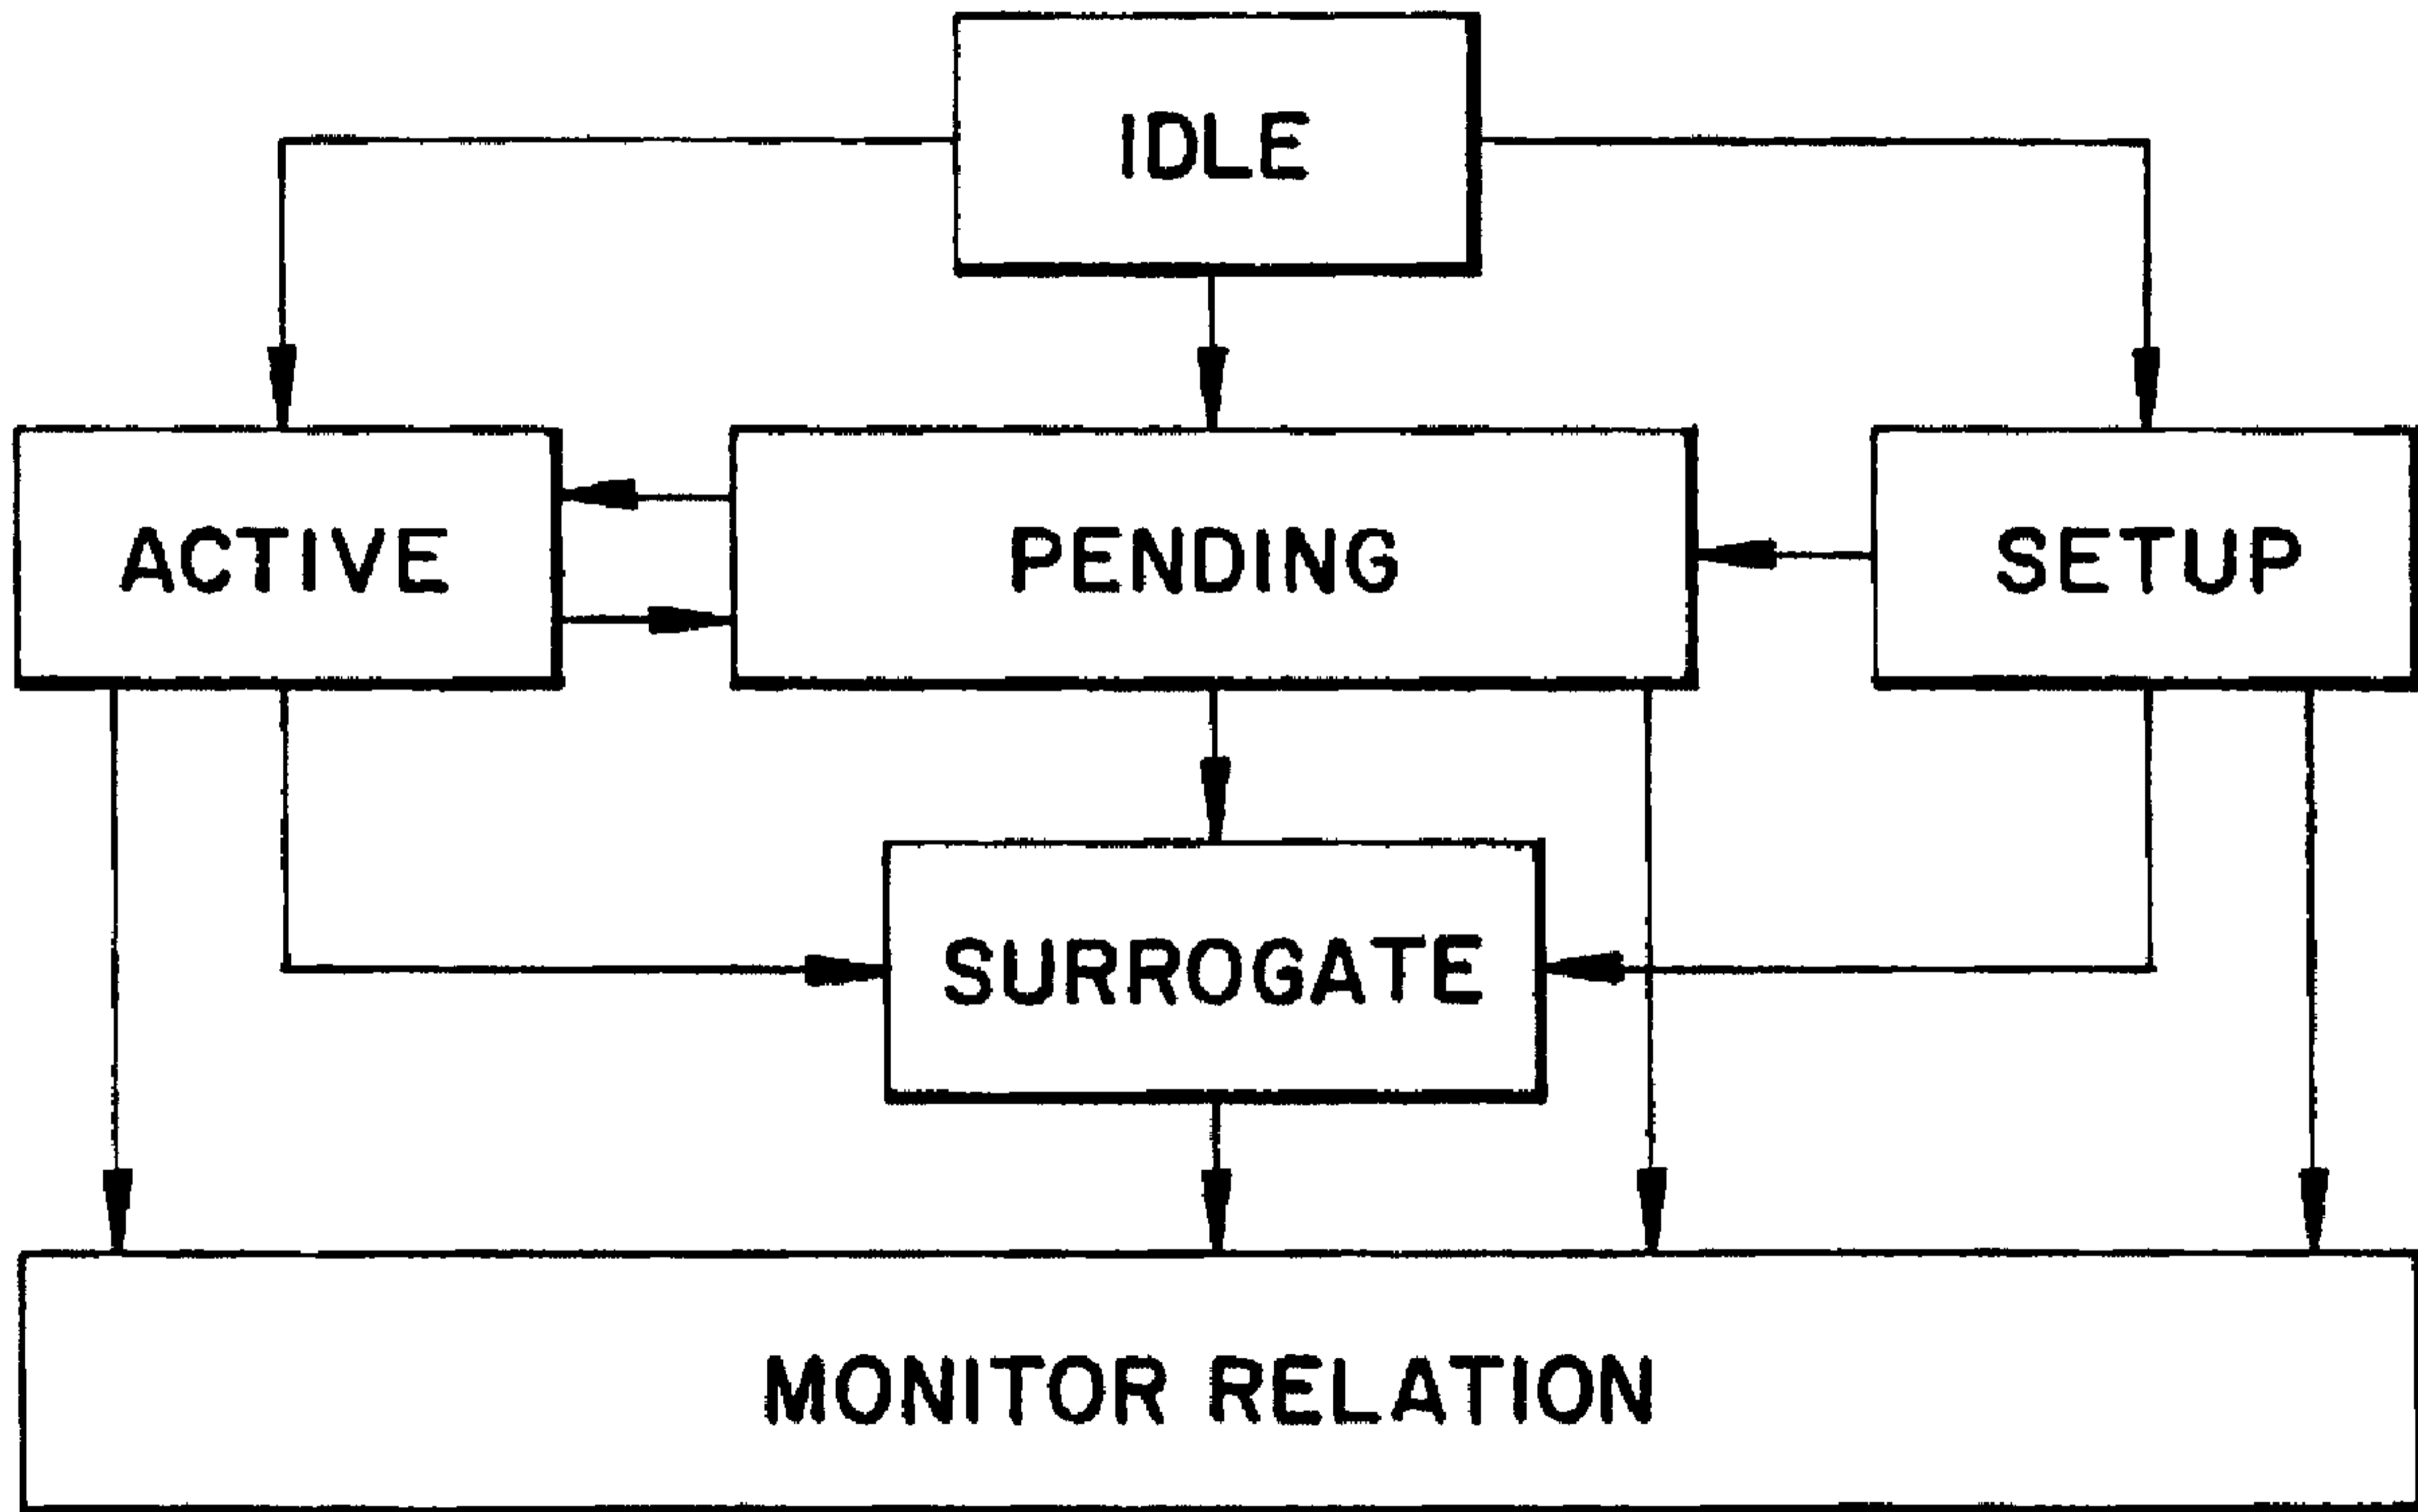 IDLE
ACTIVE
PENDING
SETUP
SURROGATE
MONITOR RELATION